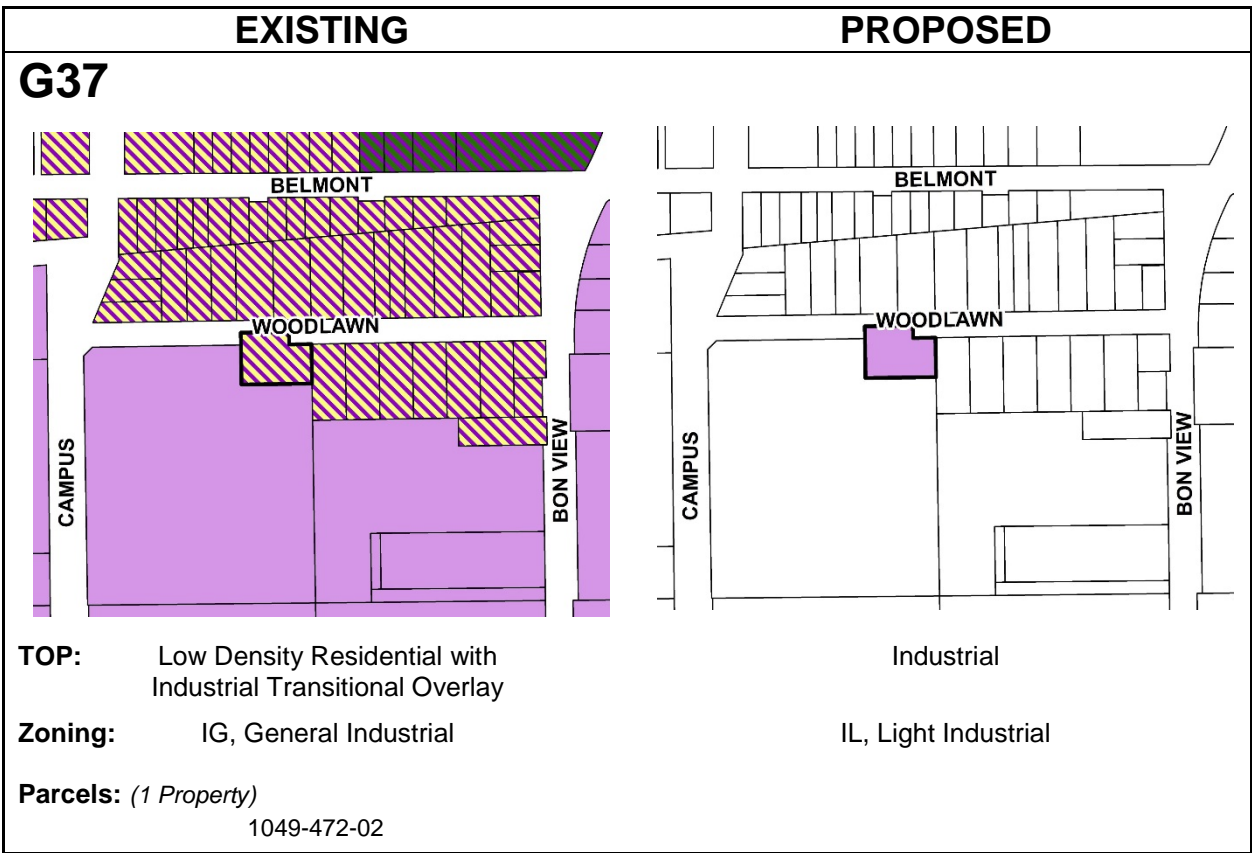 EXISTING
PROPOSED
G37
BELMONT
WOODLAWN
CAMPUS
BON VIEW
BELMONT
WOODLAWN
CAMPUS
BON VIEW
TOP: Low Density Residential with
Industrial Transitional Overlay
Industrial
Zoning: IG, General Industrial
IL, Light Industrial
Parcels: (1 Property)
1049-472-02